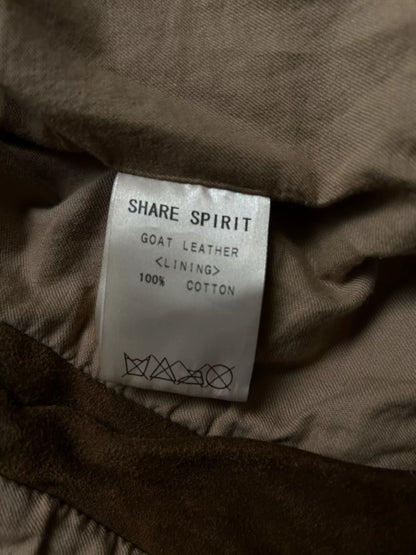 SHARE SPIRIT
GOAT LEATHER
<LINING>
100% COTTON